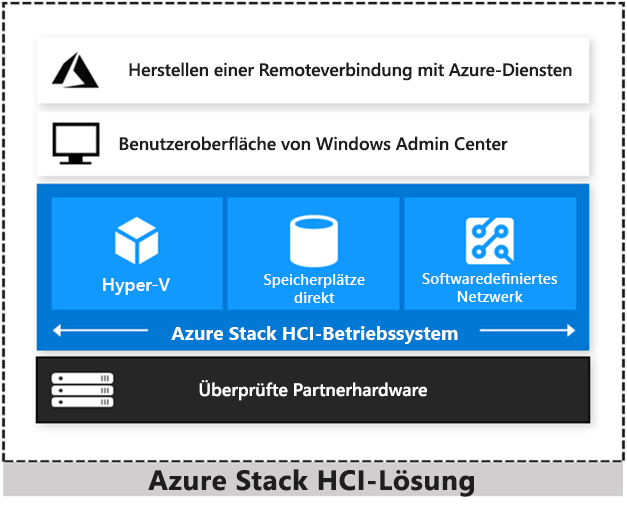 Herstellen einer Remoteverbindung mit Azure-Diensten
Benutzeroberfläche von Windows Admin Center
Hyper-V
Speicherplätze
direkt
Softwaredefiniertes
Netzwerk
Azure Stack HCI-Betriebssystem
Überprüfte Partnerhardware
Azure Stack HCI-Lösung